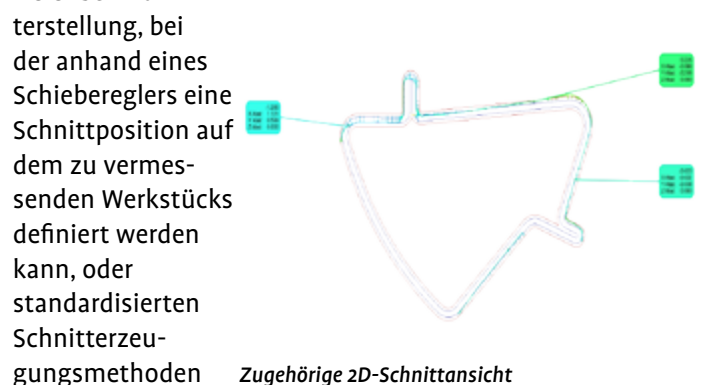 terstellung, bei
der anhand eines
Schiebereglers eine
Schnittposition auf
dem zu vermes-
senden Werkstücks
definiert werden
kann, oder
standardisierten
Schnitterzeu-
gungsmethoden
Zugehörige 2D-Schnittansicht